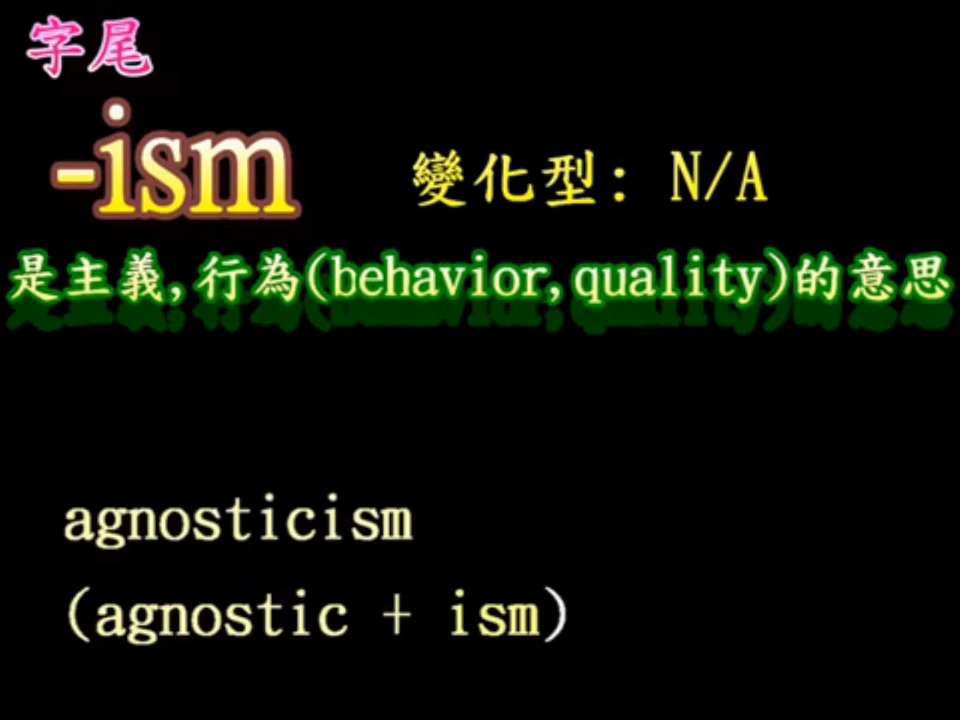 字尾
-ism
變化型: N/A
是主義,行為(behavior,quality)的意思
agnosticism
(agnostic + ism)